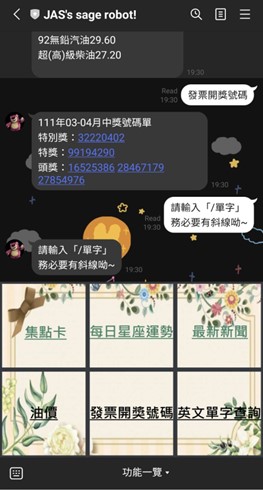 JAS's sage robot!
92無鉛汽油29.60
超(高)級柴油27.20
19:30
Read
19:30
發票開獎號碼
111年03-04月中獎號碼單
特別獎：32220402
特獎：99194290
頭獎：16525386 28467179
27854976
19:30
Read
19:30
請輸入「/單字」
務必要有斜線呦~
請輸入「/單字」
務必要有斜線呦~
19:30
集點卡
每日星座運勢
最新新聞
油價
發票開獎號碼
英文單字查詢
功能一覽